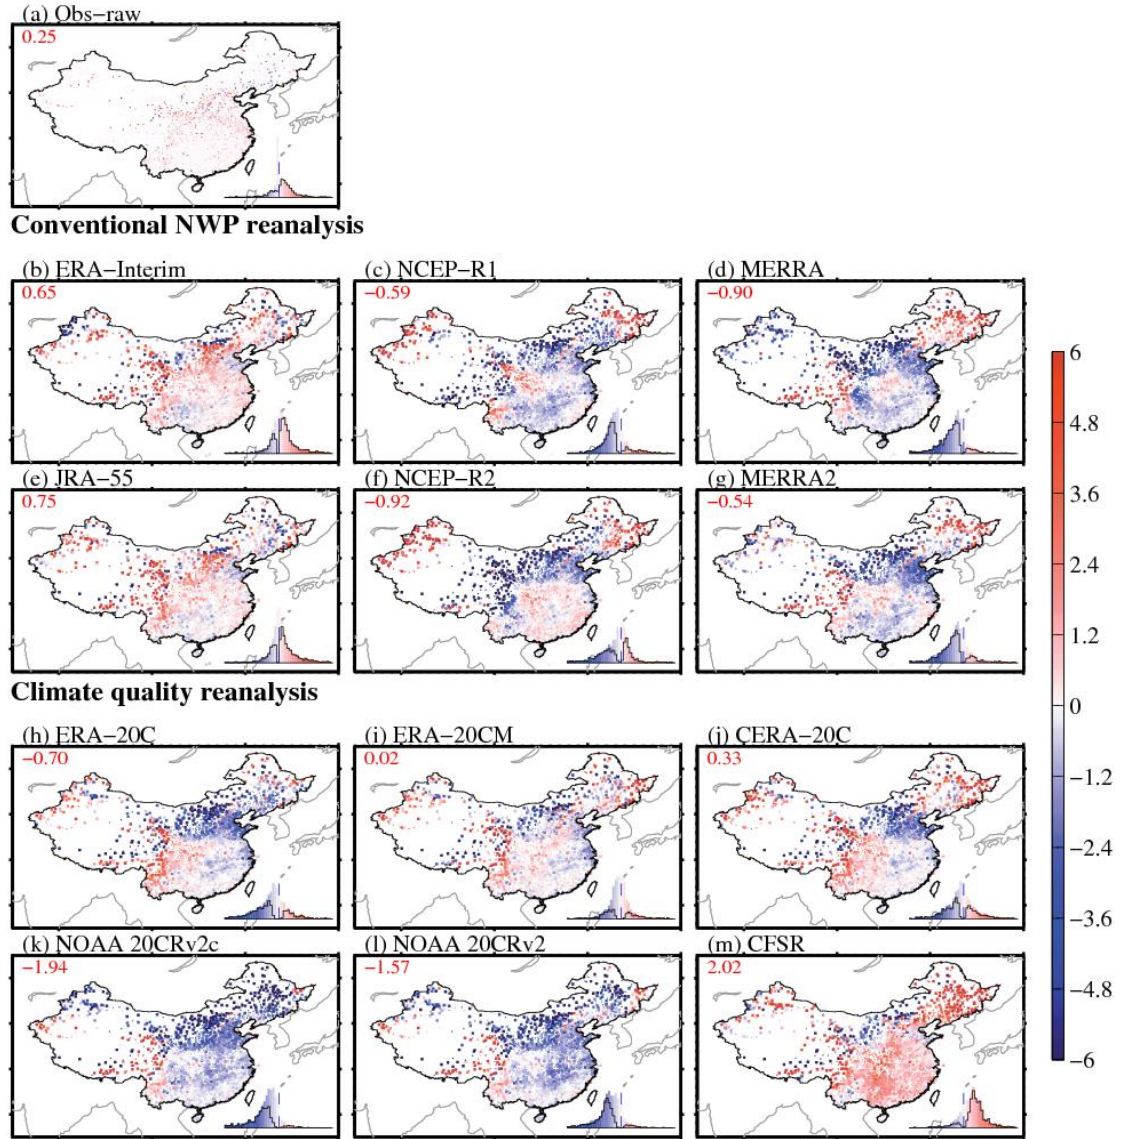 (a) Obs−raw
0.25
Conventional NWP reanalysis
(b) ERA−Interim
0.65
(c) NCEP−R1
−0.59
(d) MERRA
−0.90
(e) JRA−55
0.75
(f) NCEP−R2
−0.92
(g) MERRA2
−0.54
Climate quality reanalysis
(h) ERA−20C
−0.70
(i) ERA−20CM
0.02
(j) CERA−20C
0.33
(k) NOAA 20CRv2c
−1.94
(l) NOAA 20CRv2
−1.57
(m) CFSR
2.02
6
4.8
3.6
2.4
1.2
0
−1.2
−2.4
−3.6
−4.8
−6